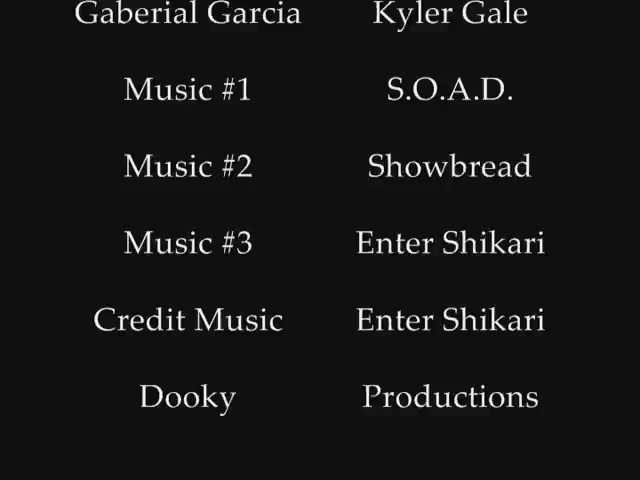 Gaberial Garcia Kyler Gale
Music #1 S.O.A.D.
Music #2 Showbread
Music #3 Enter Shikari
Credit Music Enter Shikari
Dooky Productions